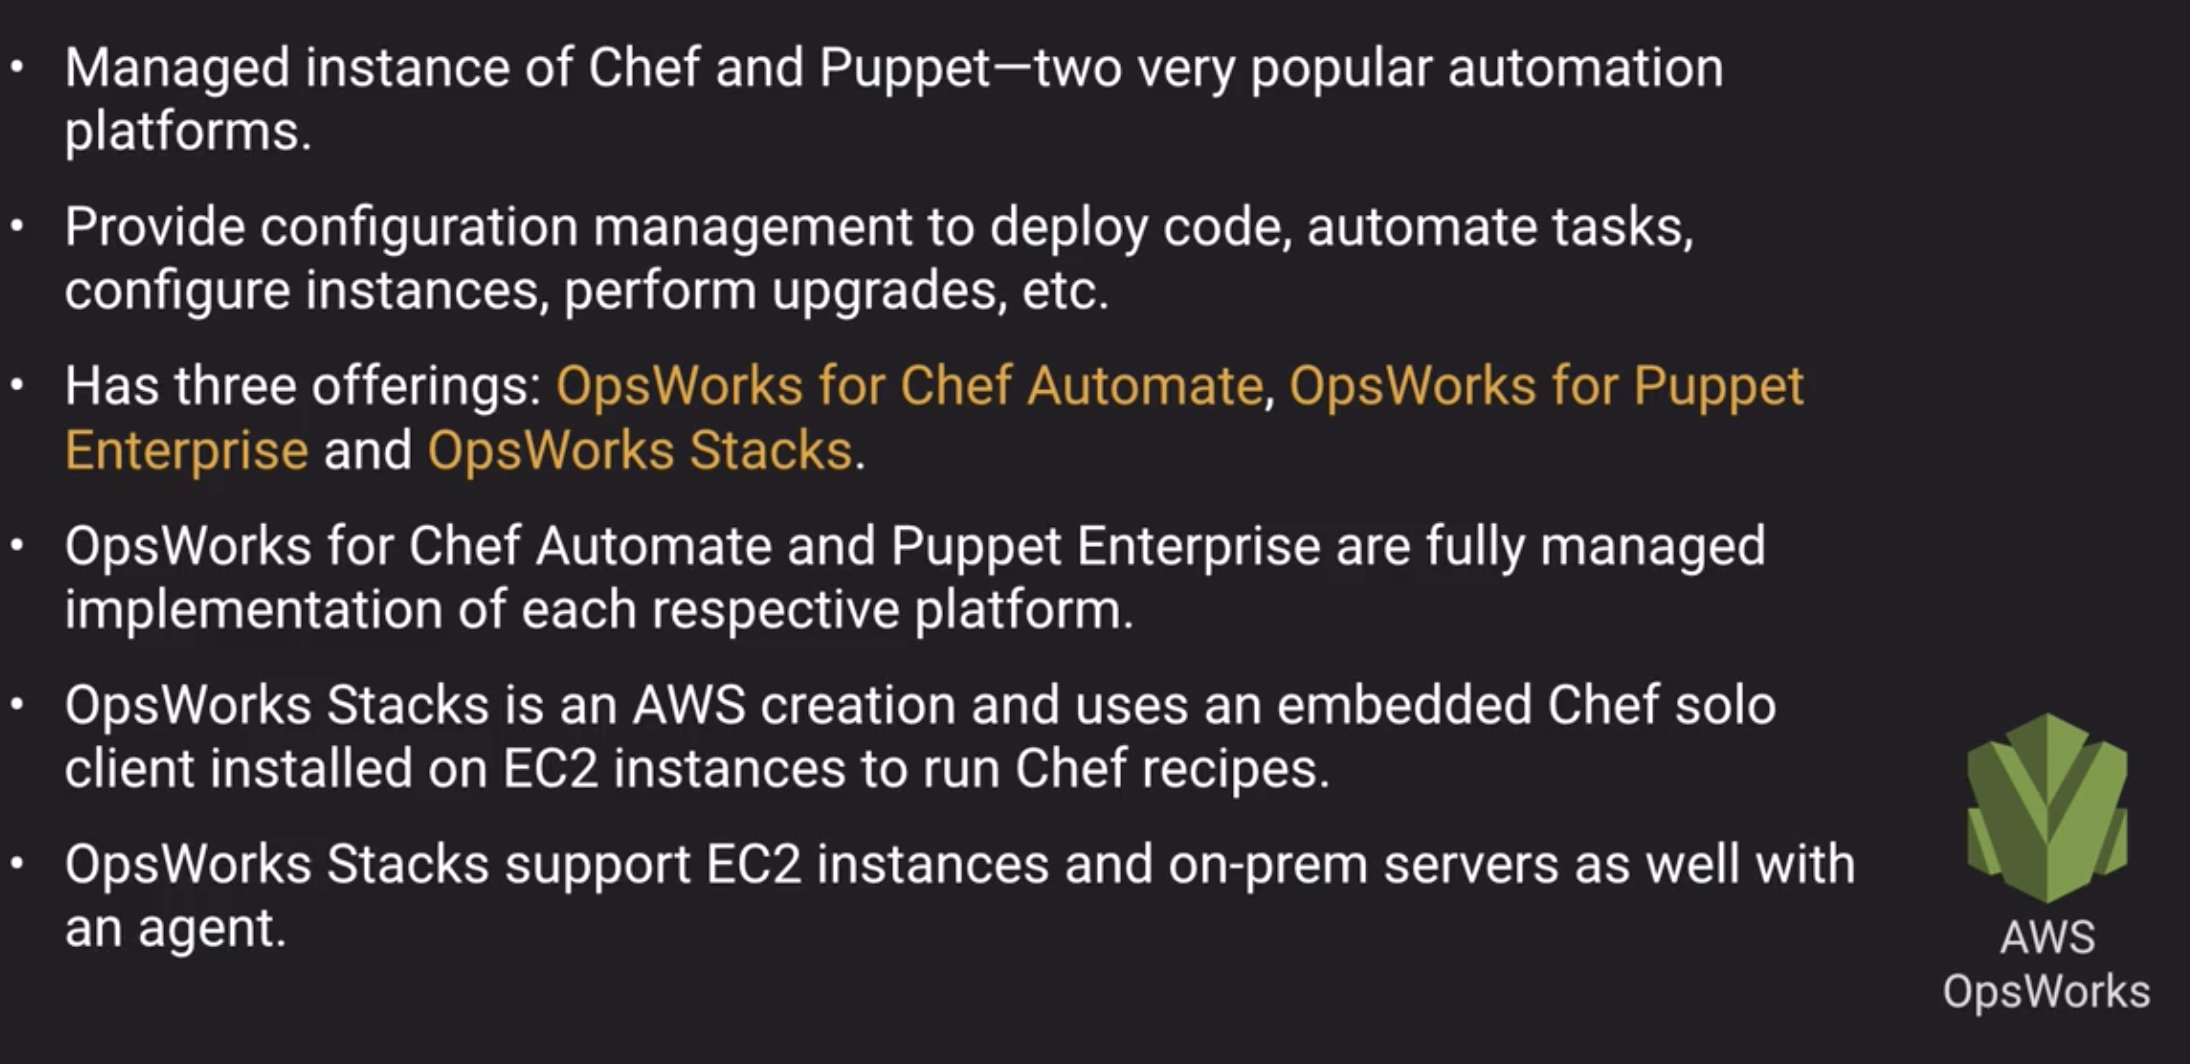 • Managed instance of Chef and Puppet—two very popular automation
platforms.
• Provide configuration management to deploy code, automate tasks,
configure instances, perform upgrades, etc.
• Has three offerings: OpsWorks for Chef Automate, OpsWorks for Puppet
Enterprise and OpsWorks Stacks.
• OpsWorks for Chef Automate and Puppet Enterprise are fully managed
implementation of each respective platform.
• OpsWorks Stacks is an AWS creation and uses an embedded Chef solo
client installed on EC2 instances to run Chef recipes.
• OpsWorks Stacks support EC2 instances and on-prem servers as well with
an agent.
AWS
OpsWorks